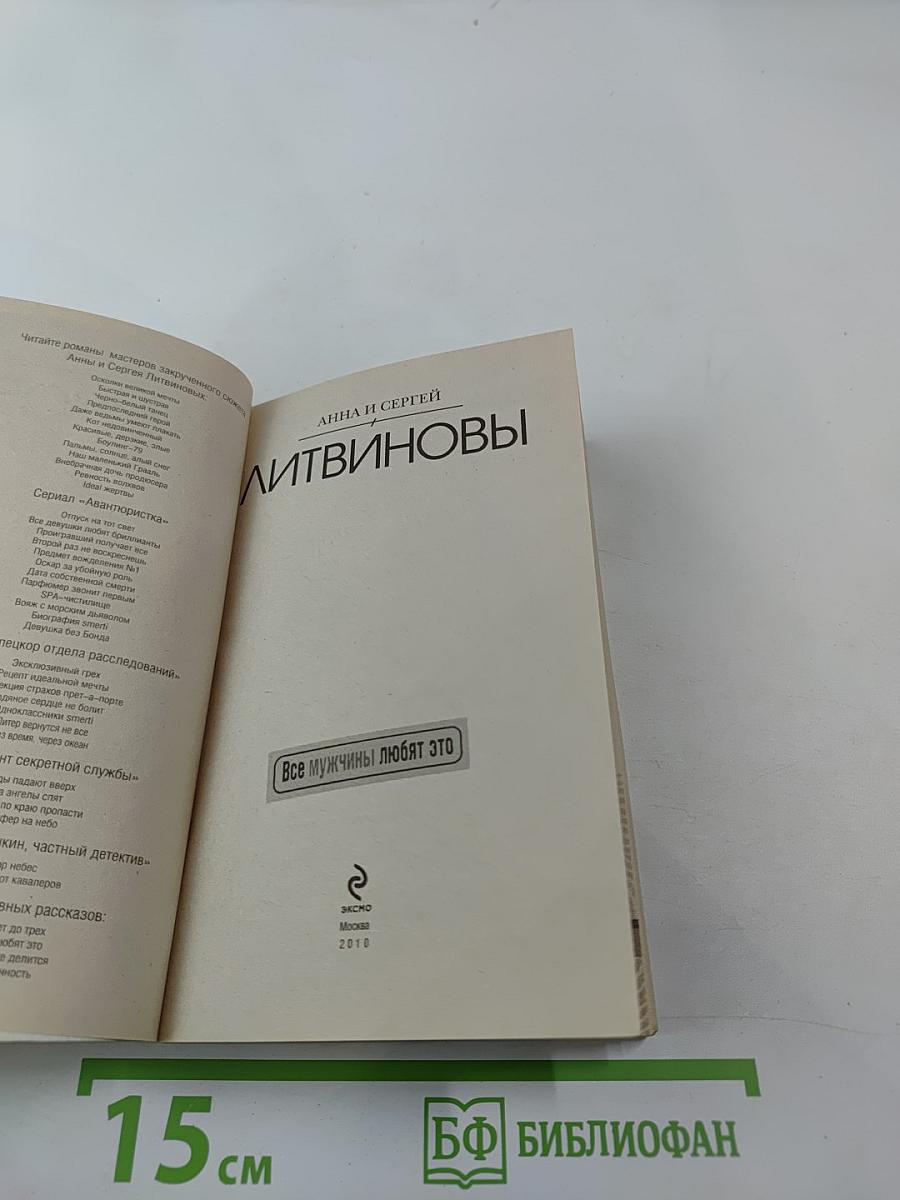 Читайте романы мастеров закрученного сюжета
Анны и Сергея Литвиновых:
Осколки великой мечты
Быстрая и шустрая
Черно-белый танец
Предпоследний герой
Даже ведьмы умеют плакать
Кот недовинченный
Красивые, дерзкие, злые
Боулинг-79
Пальмы, солнце, алый снег
Наш маленький Грааль
Внебрачная дочь продюсера
Ревность волхвов
Ideal жертвы
Сериал «Авантюристка»
Отпуск на тот свет
Все девушки любят бриллианты
Проигравший получает все
Второй раз не воскреснешь
Предмет вожделения №1
Оскар за убойную роль
Дата собственной смерти
Парфюмер звонит первым
SPA-чистилище
Вояж с морским дьяволом
Биография smerti
Девушка без Бонда
пецкор отдела расследований»
Эксклюзивный грех
Рецепт идеальной мечты
екция страхов прет-а-порте
едяное сердце не болит
Одноклассники smerti
Питер вернутся не все
з время, через океан
нт секретной службы»
ды падают вверх
а ангелы спят
по краю пропасти
фер на небо
кин, частный детектив»
ор небес
от кавалеров
вных рассказов:
ет до трех
юбят это
е делится
чность
АННА И СЕРГЕЙ
ЛИТВИНОВЫ
Все мужчины любят это
ЭКСМО
Москва
2010
15 см
БФ БИБЛИОФАН